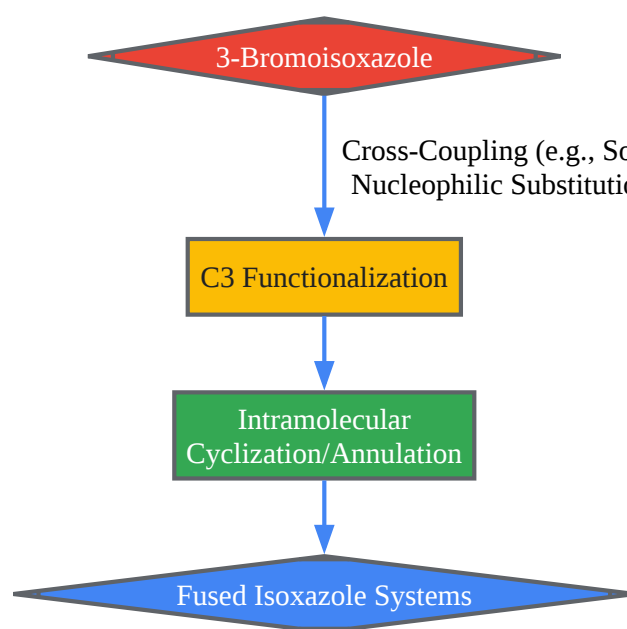 3-Bromoisoxazole
Cross-Coupling (e.g.,
Nucleophilic
C3 Functionalization
Intramolecular
Cyclization/Annulation
Fused Isoxazole Systems